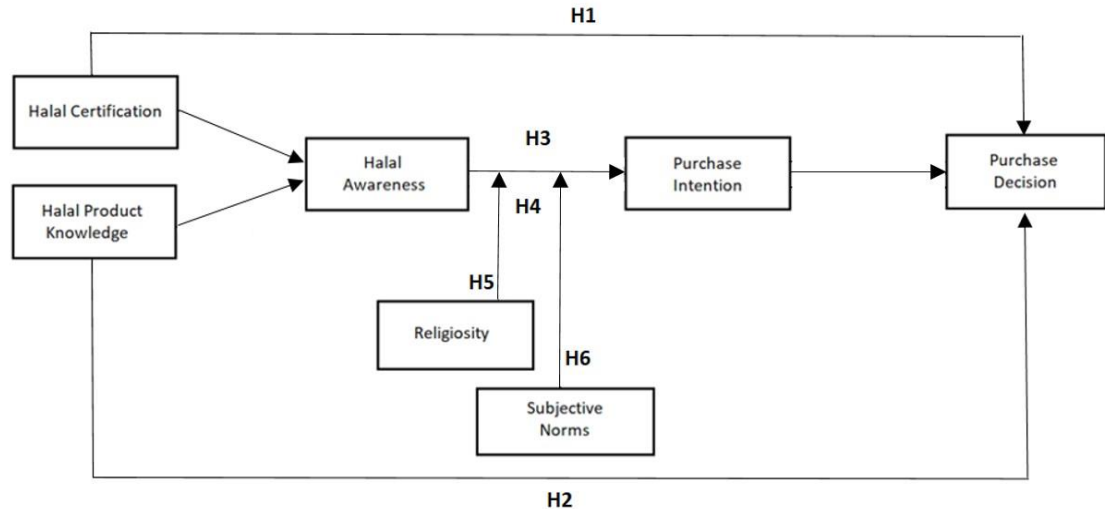 H1
Halal Certification
Halal
Awareness
H3
Purchase
Intention
Purchase
Decision
Halal Product
Knowledge
H4
H5
Religiosity
H6
Subjective
Norms
H2